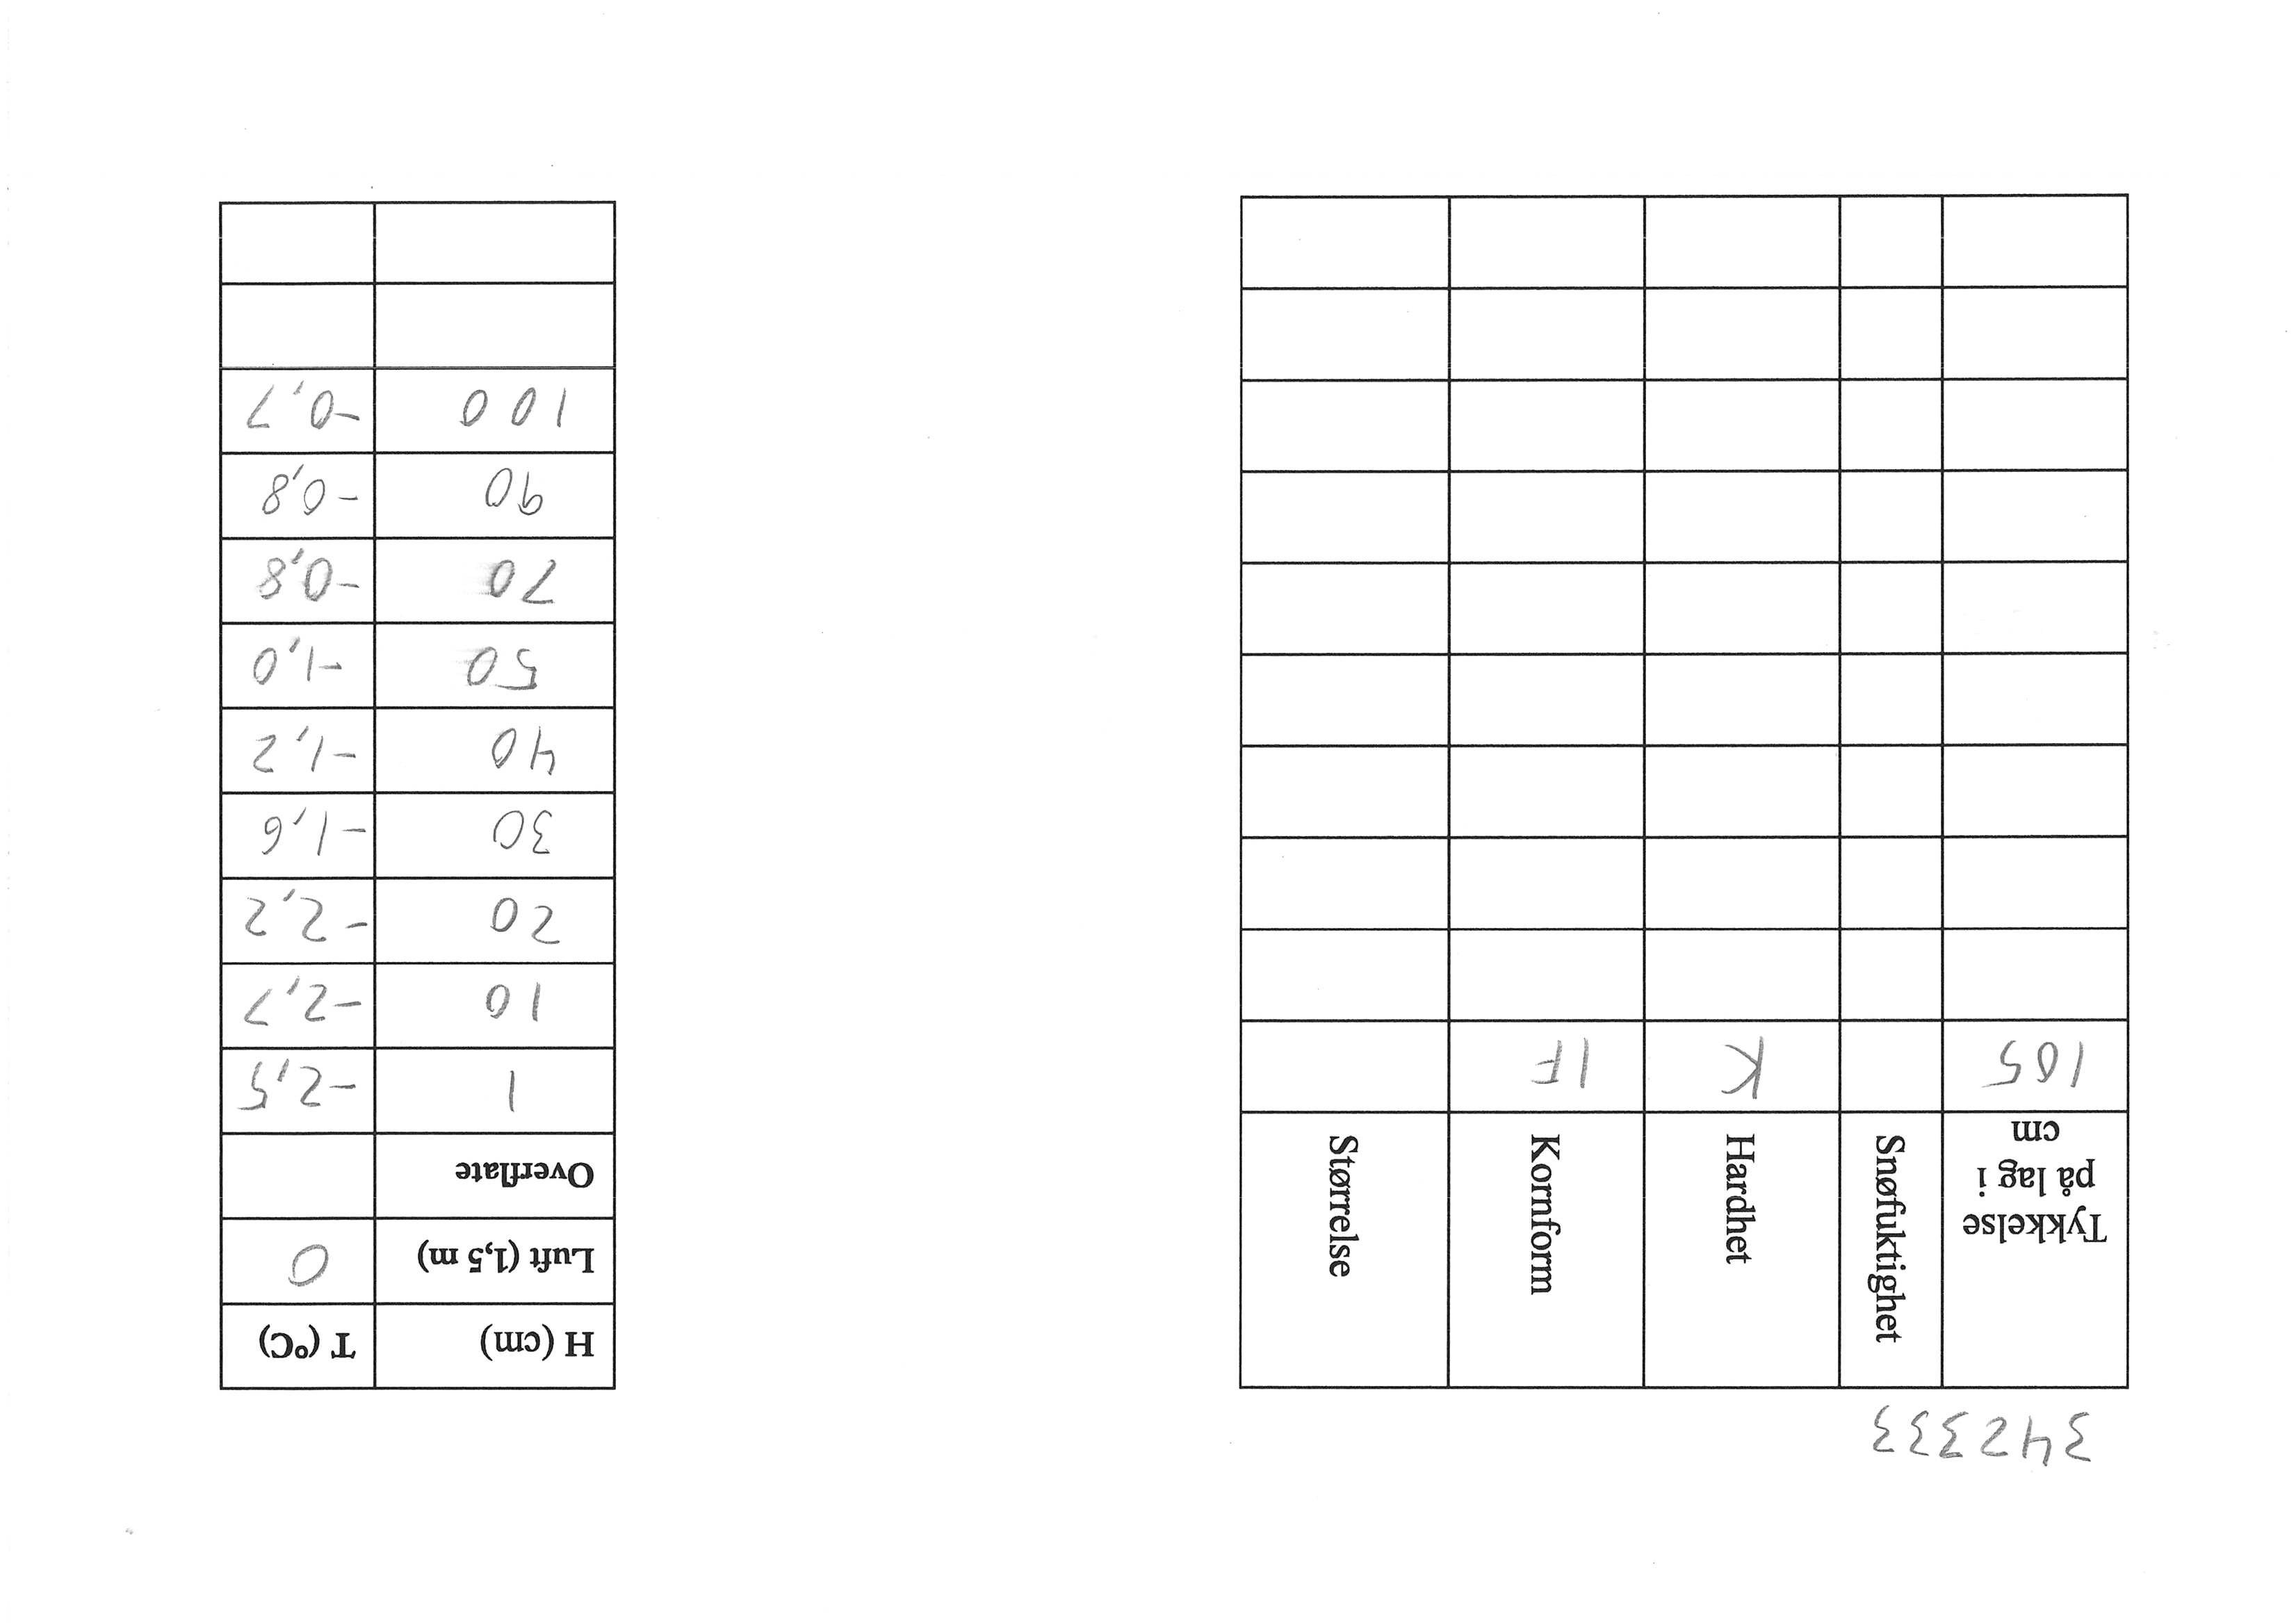 342333
Tykkelse på lag i cm Snøfuktighet Hardhet Kornform Størrelse
105 K 1F
H (cm) T (°C)
Luft (1,5 m) 0
Overflate
1 -2,5
10 -2,7
20 -2,2
30 -1,6
40 -1,2
50 -1,0
70 -0,8
90 -0,8
100 -0,7